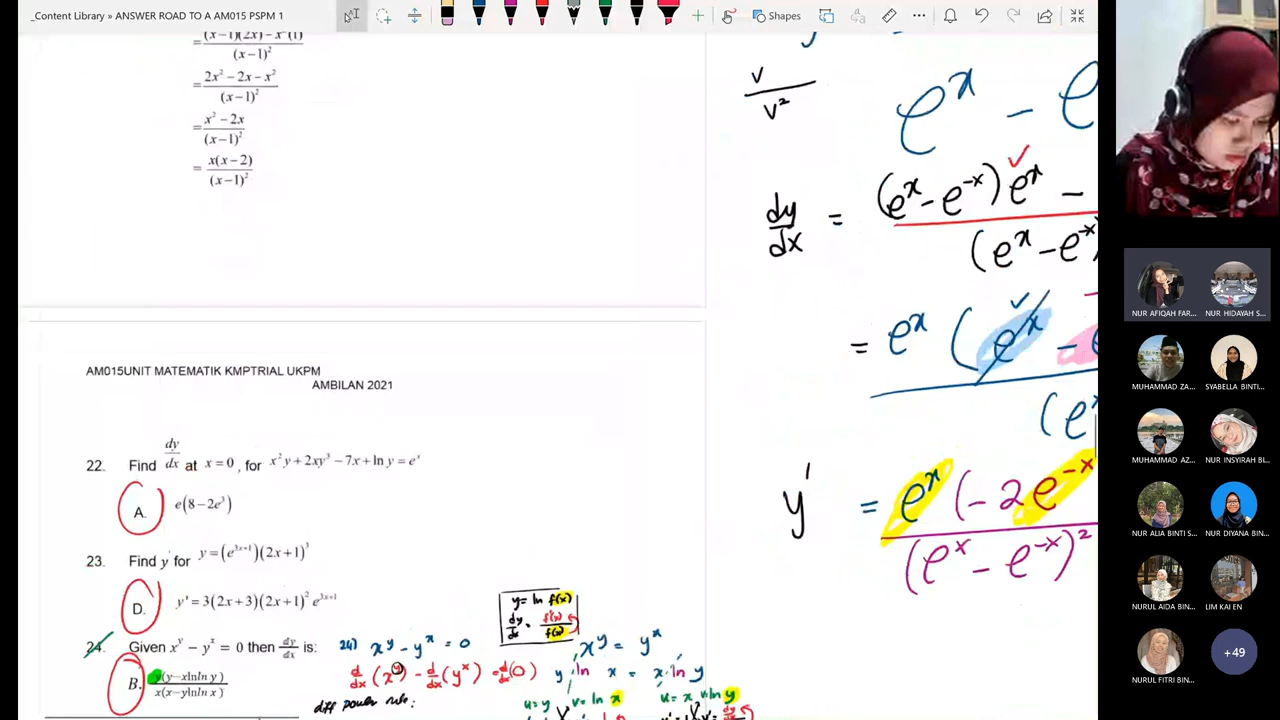 _Content Library » ANSWER ROAD TO A AM015 PSPM 1
Shapes
(x−1)(2x)−x²(1)
(x−1)²
= 2x²−2x−x²
(x−1)²
= x²−2x
(x−1)²
= x(x−2)
(x−1)²
v
v²
eˣ −
dy/dx = (eˣ−e⁻ˣ)eˣ −
(eˣ−e⁻ˣ)
= eˣ (eˣ −
(eˣ
y' = eˣ (−2e⁻ˣ
(eˣ − e⁻ˣ)²
AM015UNIT MATEMATIK KMPTRIAL UKPM
AMBILAN 2021
22. Find dy/dx at x=0, for x²y+2xy³−7x+ln y=eˣ
A. e(8−2e³)
23. Find y' for y=(e³ˣ⁺¹)(2x+1)³
D. y'=3(2x+3)(2x+1)² e³ˣ⁺¹
24. Given xʸ − yˣ = 0 then dy/dx is:
B. y(y−xlnln y)
x(x−ylnln x)
y= ln f(x)
dy/dx = f'(x)/f(x)
24) xʸ − yˣ = 0
d/dx (xʸ) − d/dx (yˣ) = d/dx (0)
diff power rule:
xʸ = yˣ
y ln x = x ln y
u=y v=ln x u=x v ln y
NUR AFIQAH FAR...
NUR HIDAYAH S...
MUHAMMAD ZA...
SYABELLA BINTI...
MUHAMMAD AZ...
NUR INSYIRAH BI...
NUR ALIA BINTI S...
NUR DIYANA BIN...
NURUL AIDA BIN...
LIM KAI EN
NURUL FITRI BIN...
+49